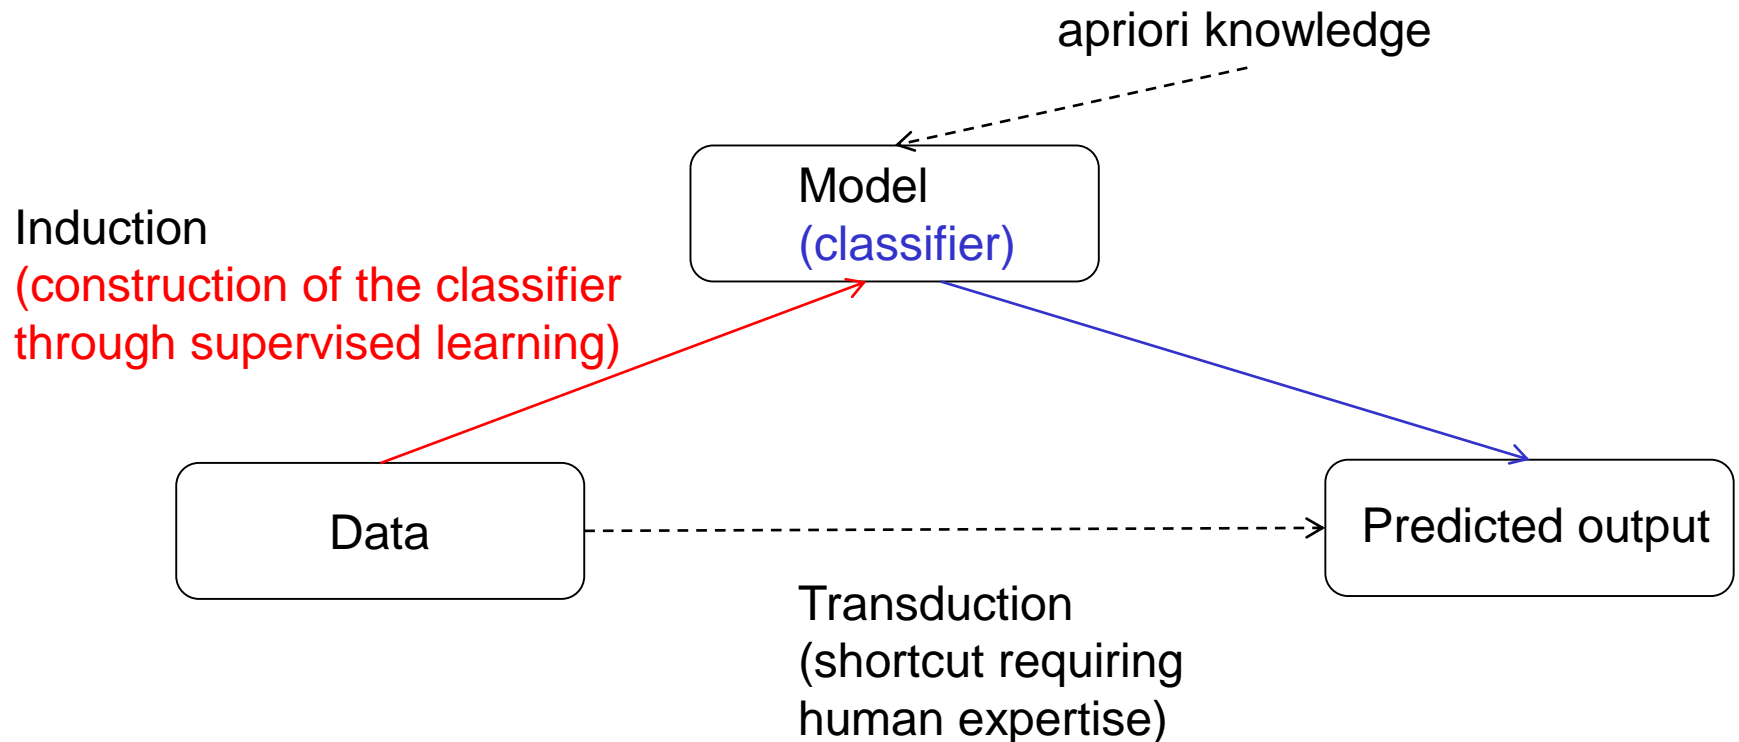 apriori knowledge
Model
(classifier)
Induction
(construction of the classifier
through supervised learning)
Data
Predicted output
Transduction
(shortcut requiring
human expertise)